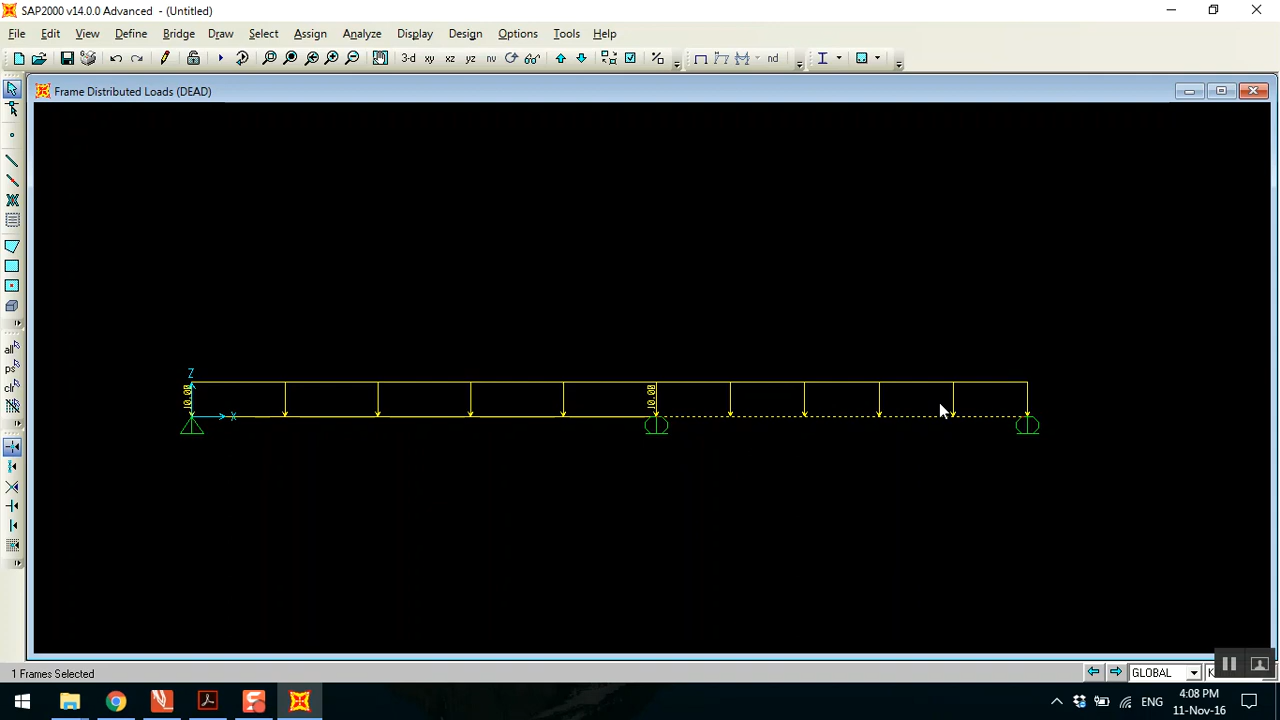 SAP2000 v14.0.0 Advanced - (Untitled)
File Edit View Define Bridge Draw Select Assign Analyze Display Design Options Tools Help
3-d xy xz yz nv nd
Frame Distributed Loads (DEAD)
all
ps
clr
Z
10.00 10.00
X
1 Frames Selected
GLOBAL
4:08 PM
ENG
11-Nov-16